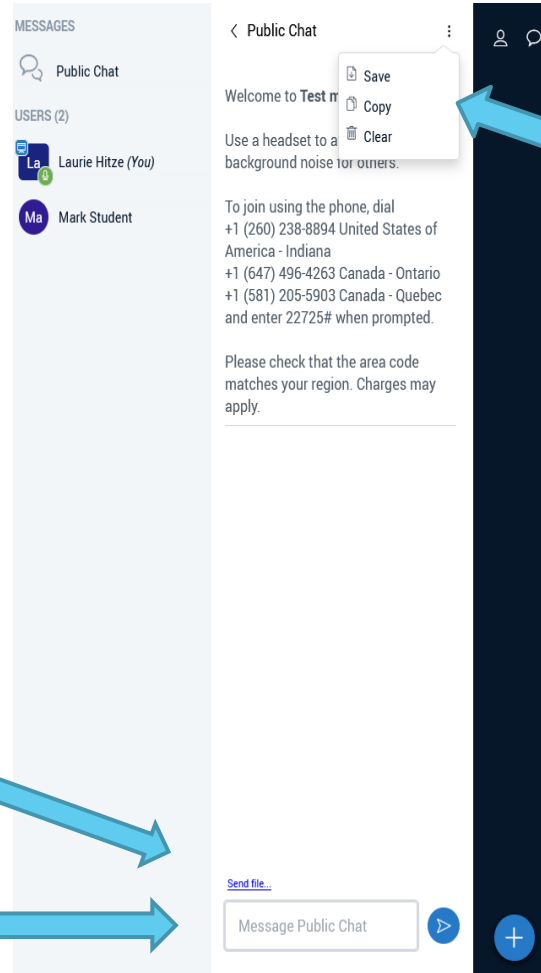 MESSAGES
Public Chat
USERS (2)
La
Laurie Hitze (You)
Ma
Mark Student
Public Chat
Save
Copy
Clear
Welcome to Test
Use a headset to a
background noise for others.
To join using the phone, dial
+1 (260) 238-8894 United States of
America - Indiana
+1 (647) 496-4263 Canada - Ontario
+1 (581) 205-5903 Canada - Quebec
and enter 22725# when prompted.
Please check that the area code
matches your region. Charges may
apply.
Send file...
Message Public Chat